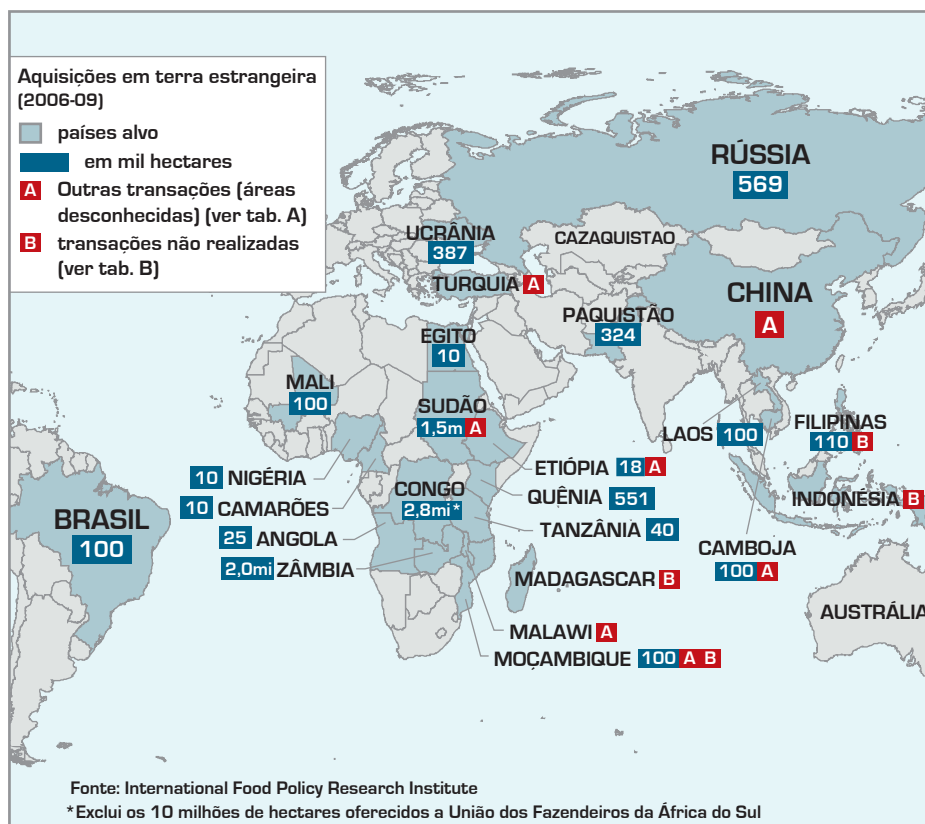 Aquisições em terra estrangeira
(2006-09)
países alvo
em mil hectares
A Outras transações (áreas
desconhecidas) (ver tab. A)
B transações não realizadas
(ver tab. B)
RÚSSIA
569
UCRÂNIA
387
CAZAQUISTAO
TURQUIA A
CHINA
A
PAQUISTÃO
324
EGITO
10
MALI
100
SUDÃO
1,5m A
LAOS 100
FILIPINAS
110 B
10 NIGÉRIA
ETIÓPIA 18 A
10 CAMARÕES
CONGO
2,8mi*
QUÊNIA 551
INDONÉSIA B
BRASIL
100
25 ANGOLA
TANZÂNIA 40
2,0mi ZÂMBIA
CAMBOJA
100 A
MADAGASCAR B
AUSTRÁLIA
MALAWI A
MOÇAMBIQUE 100 A B
Fonte: International Food Policy Research Institute
*Exclui os 10 milhões de hectares oferecidos a União dos Fazendeiros da África do Sul